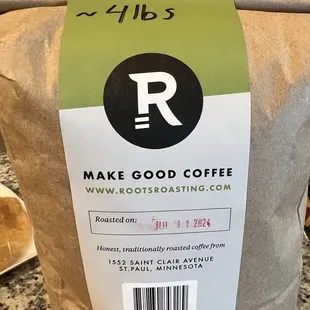 ~4lbs
R
MAKE GOOD COFFEE
WWW.ROOTSROASTING.COM
Roasted on: 11 2024
Honest, traditionally roasted coffee from
1552 SAINT CLAIR AVENUE
ST.PAUL, MINNESOTA